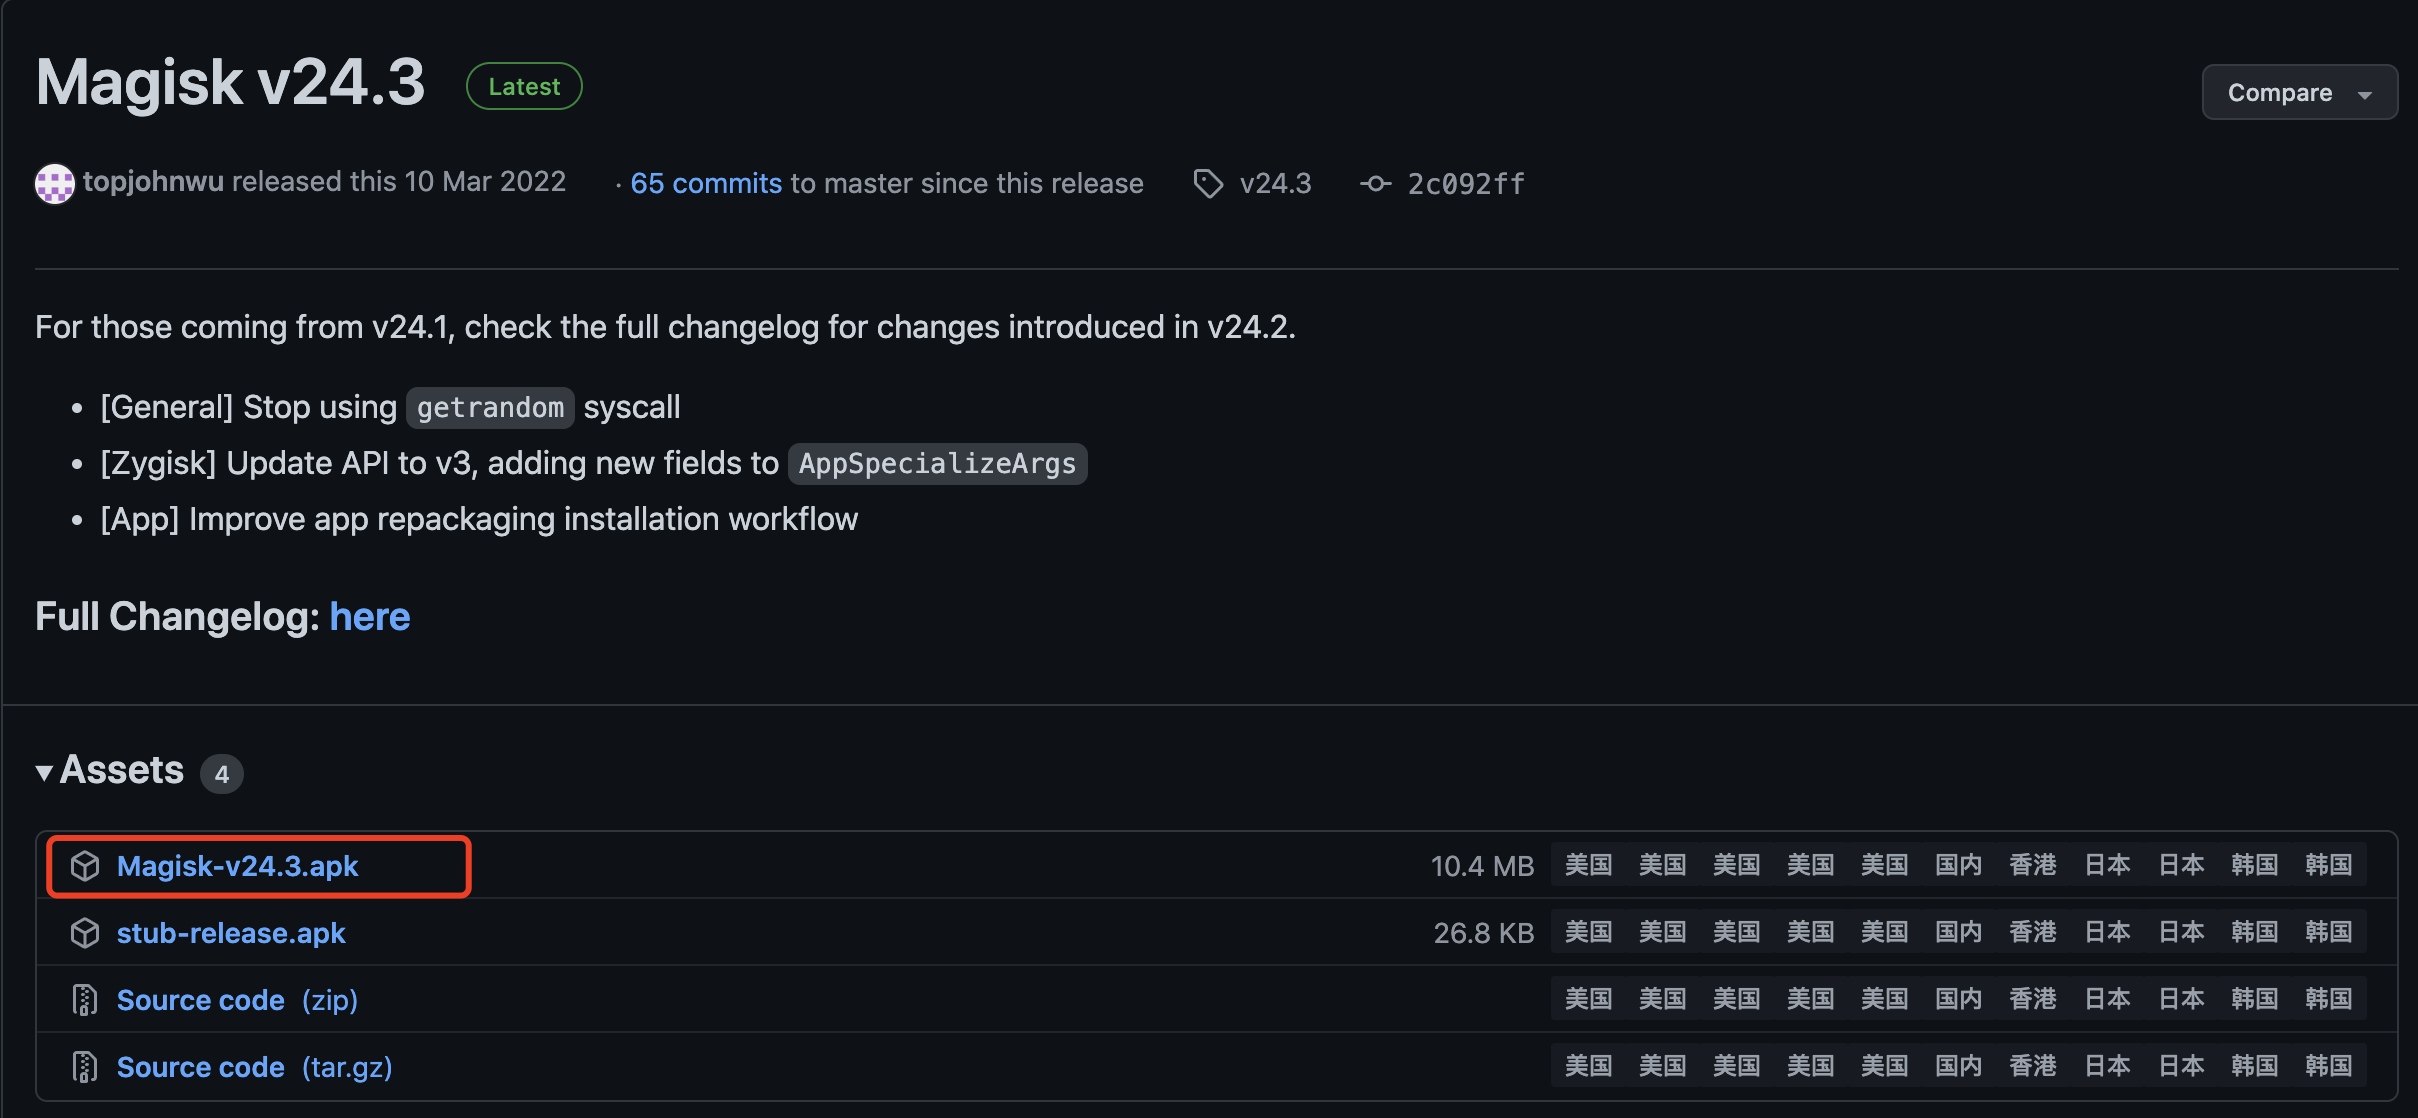 Magisk v24.3 Latest Compare
topjohnwu released this 10 Mar 2022 · 65 commits to master since this release v24.3 2c092ff
For those coming from v24.1, check the full changelog for changes introduced in v24.2.
• [General] Stop using getrandom syscall
• [Zygisk] Update API to v3, adding new fields to AppSpecializeArgs
• [App] Improve app repackaging installation workflow
Full Changelog: here
Assets 4
Magisk-v24.3.apk 10.4 MB 美国 美国 美国 美国 美国 国内 香港 日本 日本 韩国 韩国
stub-release.apk 26.8 KB 美国 美国 美国 美国 美国 国内 香港 日本 日本 韩国 韩国
Source code (zip) 美国 美国 美国 美国 美国 国内 香港 日本 日本 韩国 韩国
Source code (tar.gz) 美国 美国 美国 美国 美国 国内 香港 日本 日本 韩国 韩国